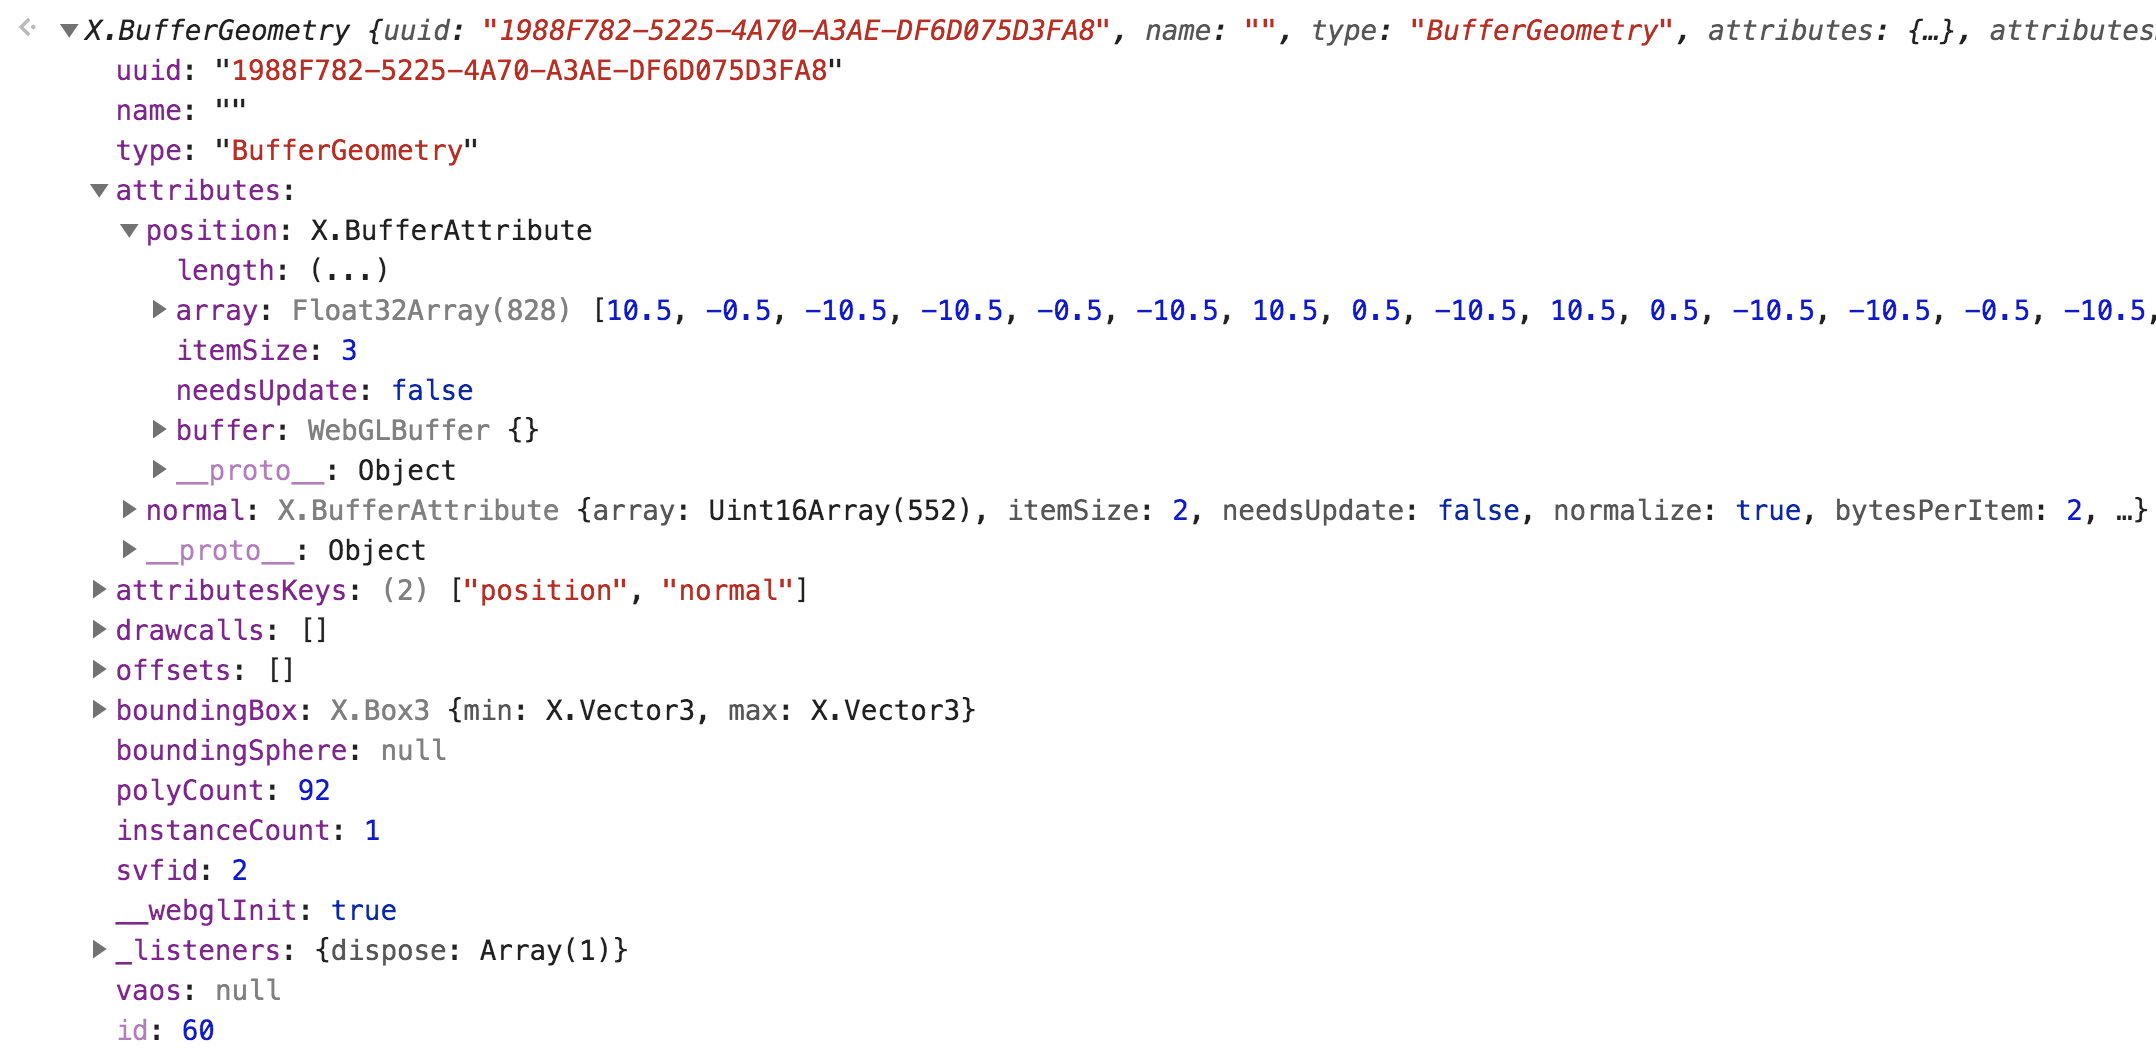 X.BufferGeometry {uuid: "1988F782-5225-4A70-A3AE-DF6D075D3FA8", name: "", type: "BufferGeometry", attributes: {…}, attributes
uuid: "1988F782-5225-4A70-A3AE-DF6D075D3FA8"
name: ""
type: "BufferGeometry"
attributes:
position: X.BufferAttribute
length: (...)
array: Float32Array(828) [10.5, -0.5, -10.5, -10.5, -0.5, -10.5, 10.5, 0.5, -10.5, 10.5, 0.5, -10.5, -10.5, -0.5, -10.5,
itemSize: 3
needsUpdate: false
buffer: WebGLBuffer {}
__proto__: Object
normal: X.BufferAttribute {array: Uint16Array(552), itemSize: 2, needsUpdate: false, normalize: true, bytesPerItem: 2, …}
__proto__: Object
attributesKeys: (2) ["position", "normal"]
drawcalls: []
offsets: []
boundingBox: X.Box3 {min: X.Vector3, max: X.Vector3}
boundingSphere: null
polyCount: 92
instanceCount: 1
svfid: 2
__webglInit: true
_listeners: {dispose: Array(1)}
vaos: null
id: 60